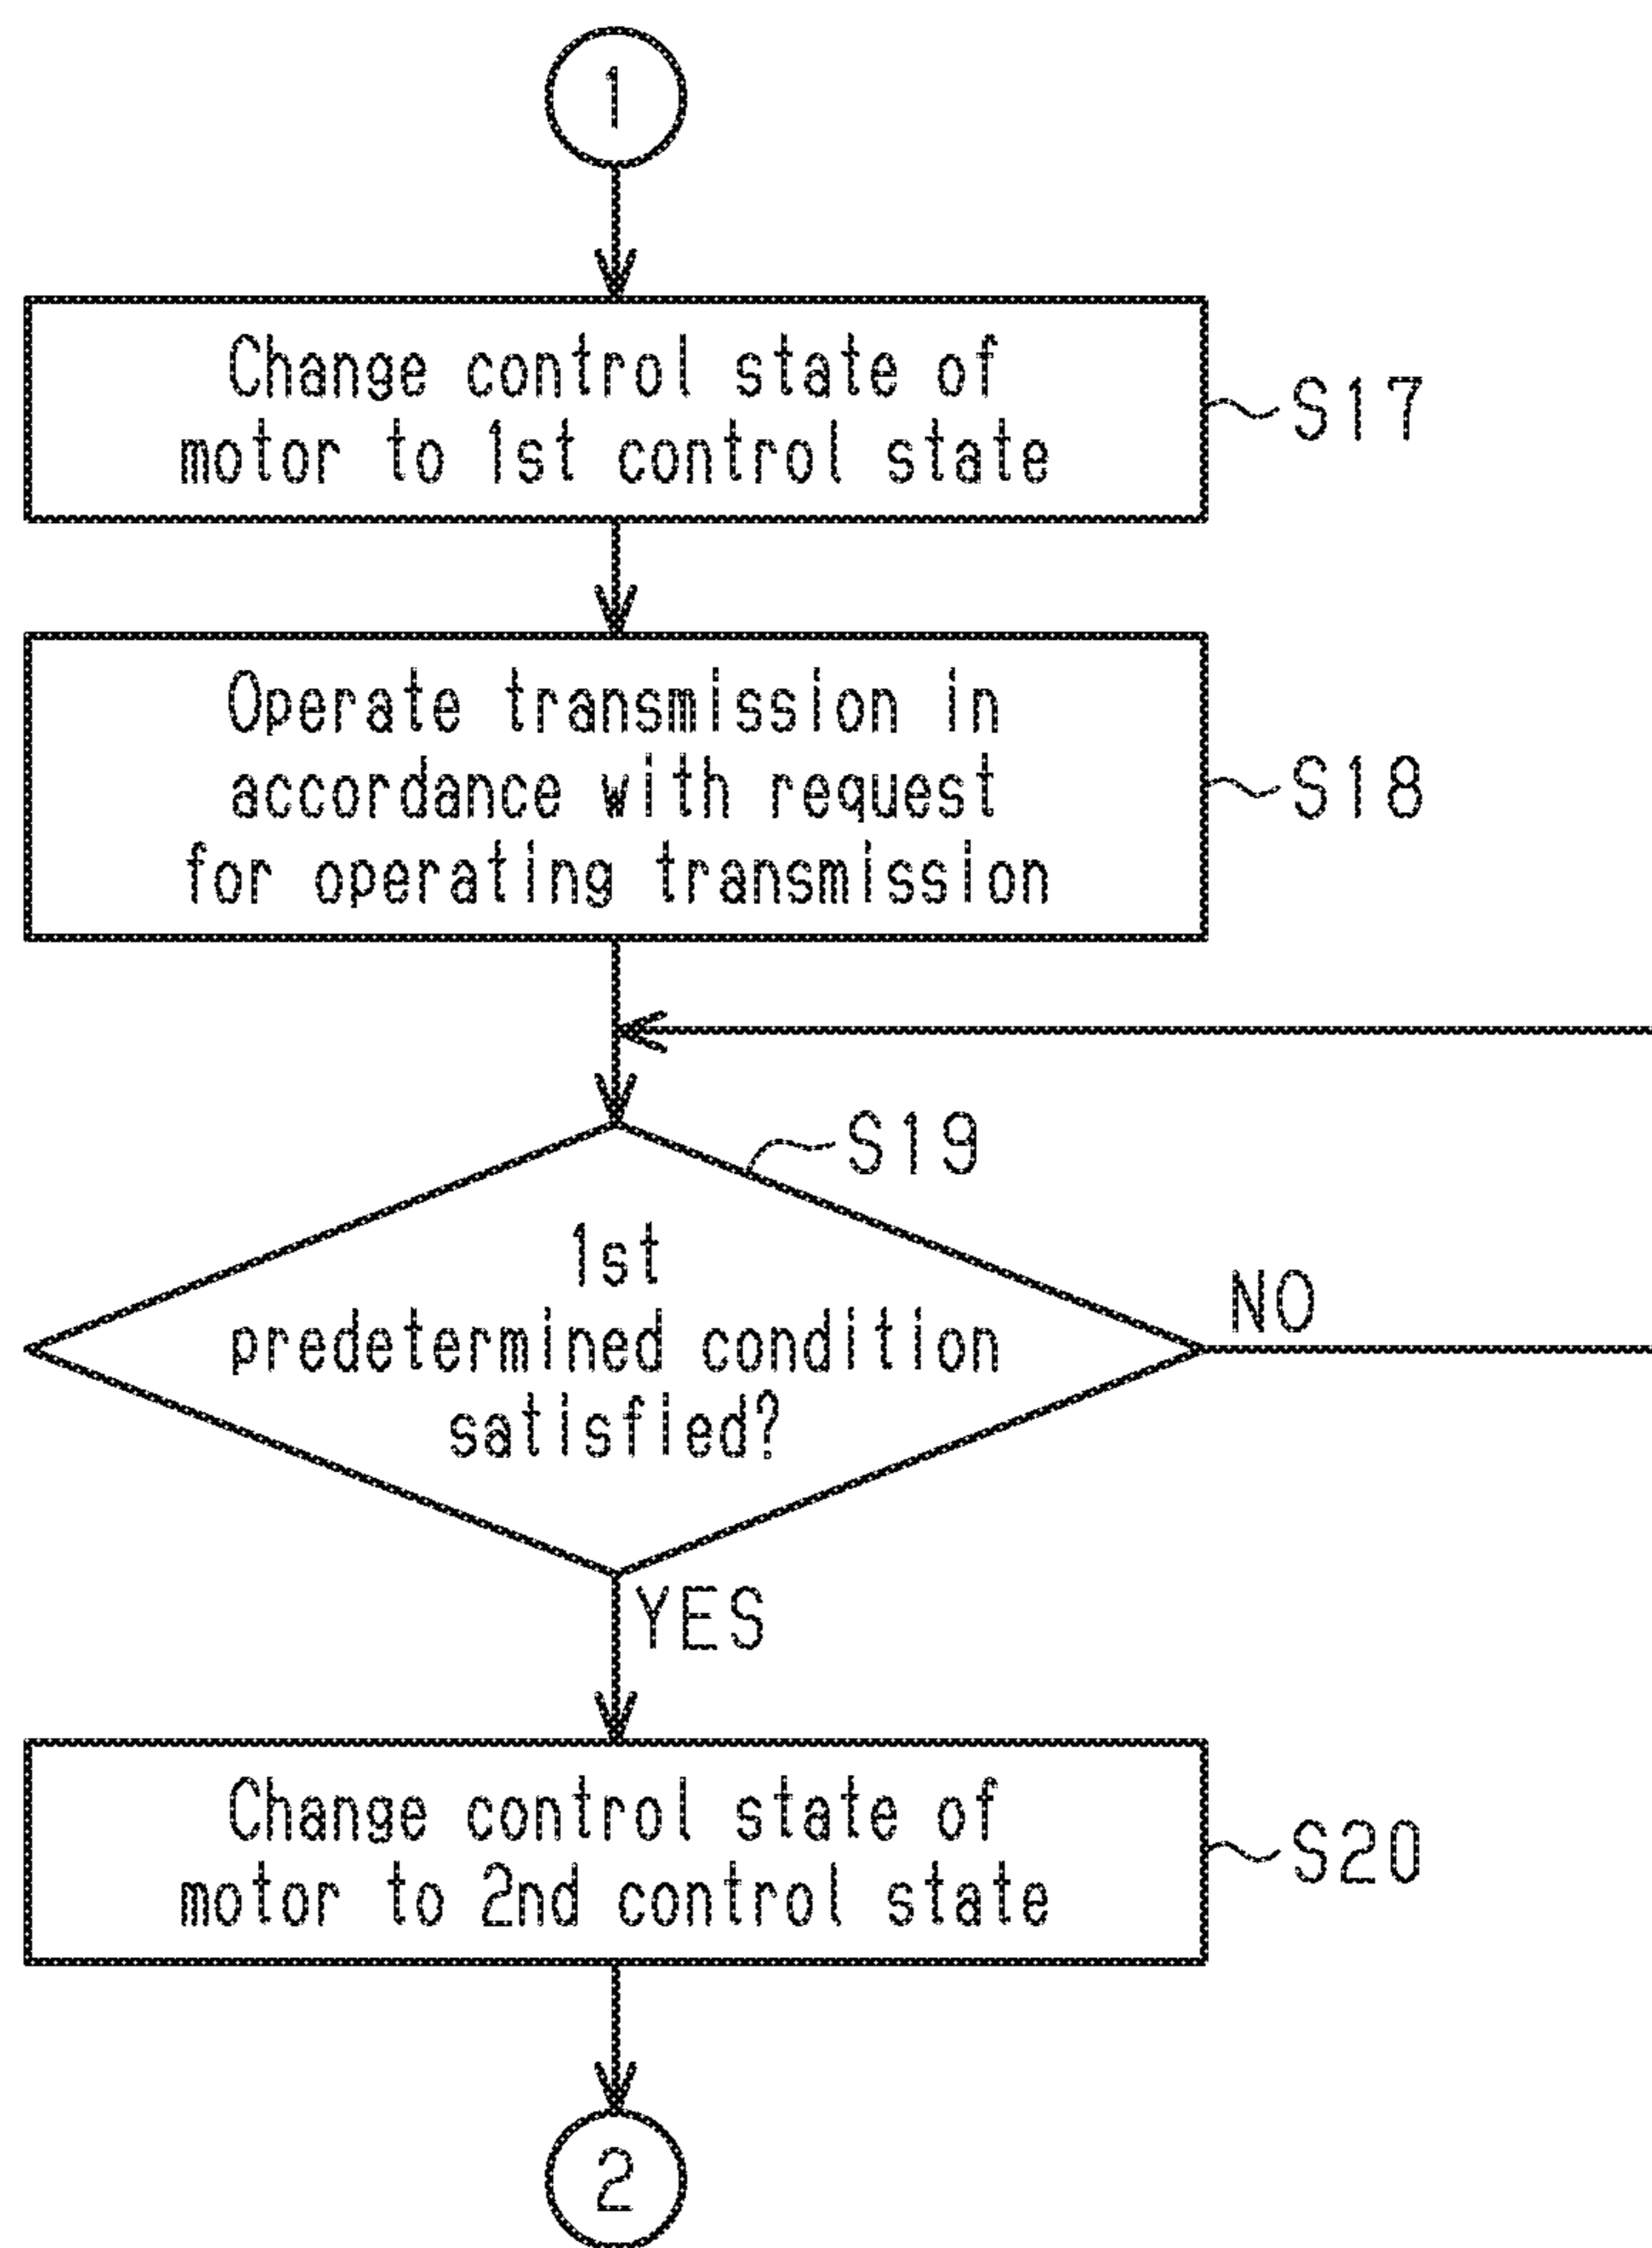 1
Change control state of
motor to 1st control state
S17
Operate transmission in
accordance with request
for operating transmission
S18
S19
1st
predetermined condition
satisfied?
NO
YES
Change control state of
motor to 2nd control state
S20
2